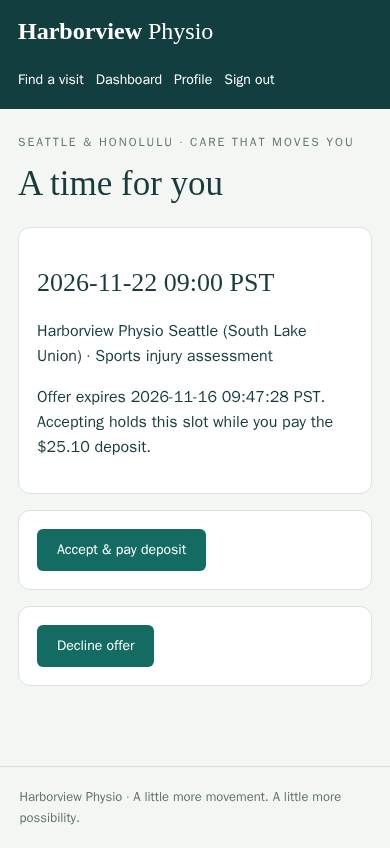 Harborview Physio
Find a visit Dashboard Profile Sign out
SEATTLE & HONOLULU · CARE THAT MOVES YOU
A time for you
2026-11-22 09:00 PST
Harborview Physio Seattle (South Lake
Union) · Sports injury assessment
Offer expires 2026-11-16 09:47:28 PST.
Accepting holds this slot while you pay the
$25.10 deposit.
Accept & pay deposit
Decline offer
Harborview Physio · A little more movement. A little more
possibility.